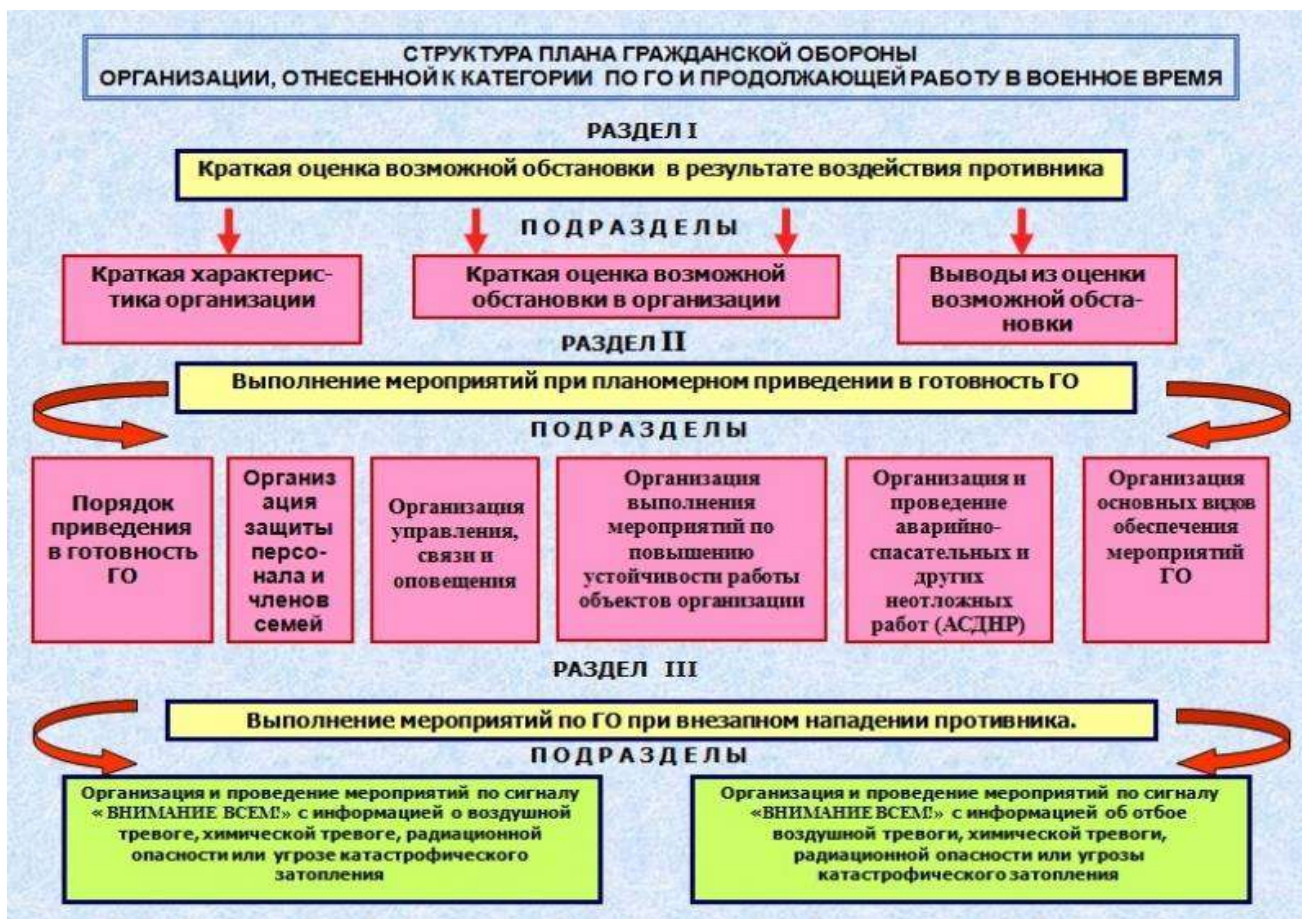 СТРУКТУРА ПЛАНА ГРАЖДАНСКОЙ ОБОРОНЫ
ОРГАНИЗАЦИИ, ОТНЕСЕННОЙ К КАТЕГОРИИ ПО ГО И ПРОДОЛЖАЮЩЕЙ РАБОТУ В ВОЕННОЕ ВРЕМЯ
РАЗДЕЛ I
Краткая оценка возможной обстановки в результате воздействия противника
ПОДРАЗДЕЛЫ
Краткая характерис-
тика организации
Краткая оценка возможной
обстановки в организации
Выводы из оценки
возможной обста-
новки
РАЗДЕЛ II
Выполнение мероприятий при планомерном приведении в готовность ГО
ПОДРАЗДЕЛЫ
Порядок
приведения
в готовность
ГО
Организ
ация
защиты
персо-
нала и
членов
семей
Организация
управления,
связи и
оповещения
Организация
выполнения
мероприятий по
повышению
устойчивости работы
объектов организации
Организация и
проведение
аварийно-
спасательных и
других
неотложных
работ (АСДНР)
Организация
основных видов
обеспечения
мероприятий
ГО
РАЗДЕЛ III
Выполнение мероприятий по ГО при внезапном нападении противника.
ПОДРАЗДЕЛЫ
Организация и проведение мероприятий по сигналу
« ВНИМАНИЕ ВСЕМ!» с информацией о воздушной
тревоге, химической тревоге, радиационной
опасности или угрозе катастрофического
затопления
Организация и проведение мероприятий по сигналу
«ВНИМАНИЕ ВСЕМ!» с информацией об отбое
воздушной тревоги, химической тревоги,
радиационной опасности или угрозы
катастрофического затопления